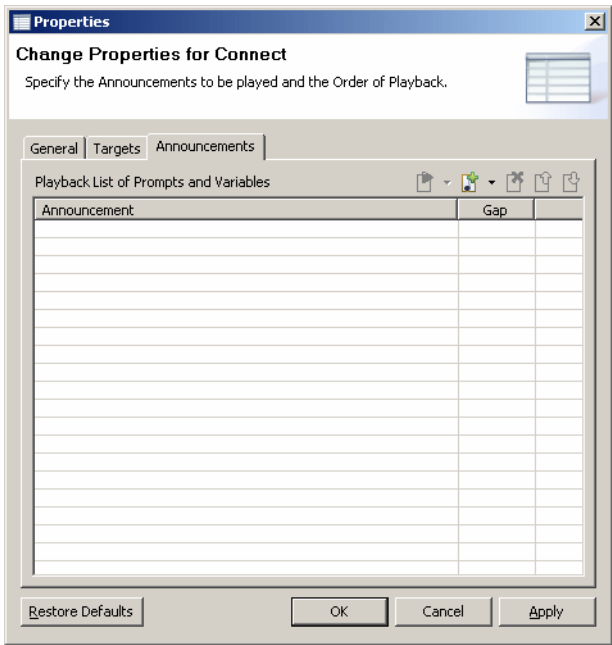 Properties
Change Properties for Connect
Specify the Announcements to be played and the Order of Playback.
General Targets Announcements
Playback List of Prompts and Variables
Announcement Gap
Restore Defaults OK Cancel Apply